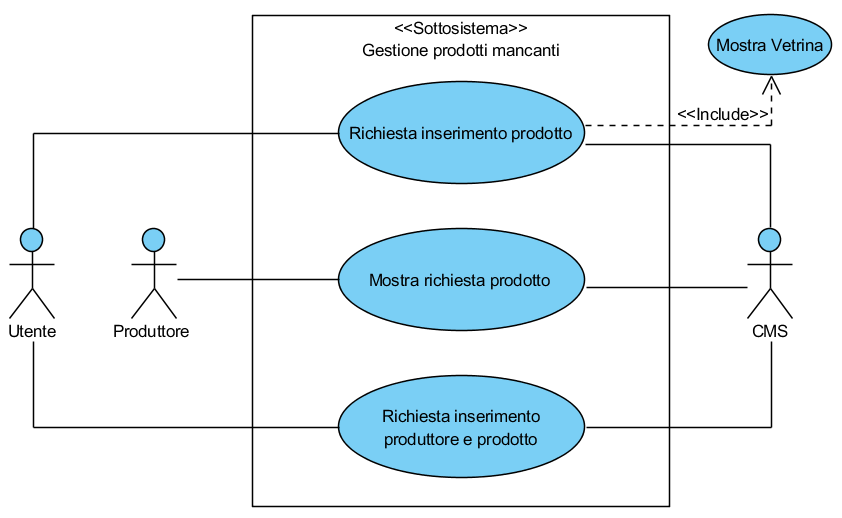 <<Sottosistema>>
Gestione prodotti mancanti
Mostra Vetrina
<<Include>>
Richiesta inserimento prodotto
Mostra richiesta prodotto
Utente
Produttore
CMS
Richiesta inserimento
produttore e prodotto